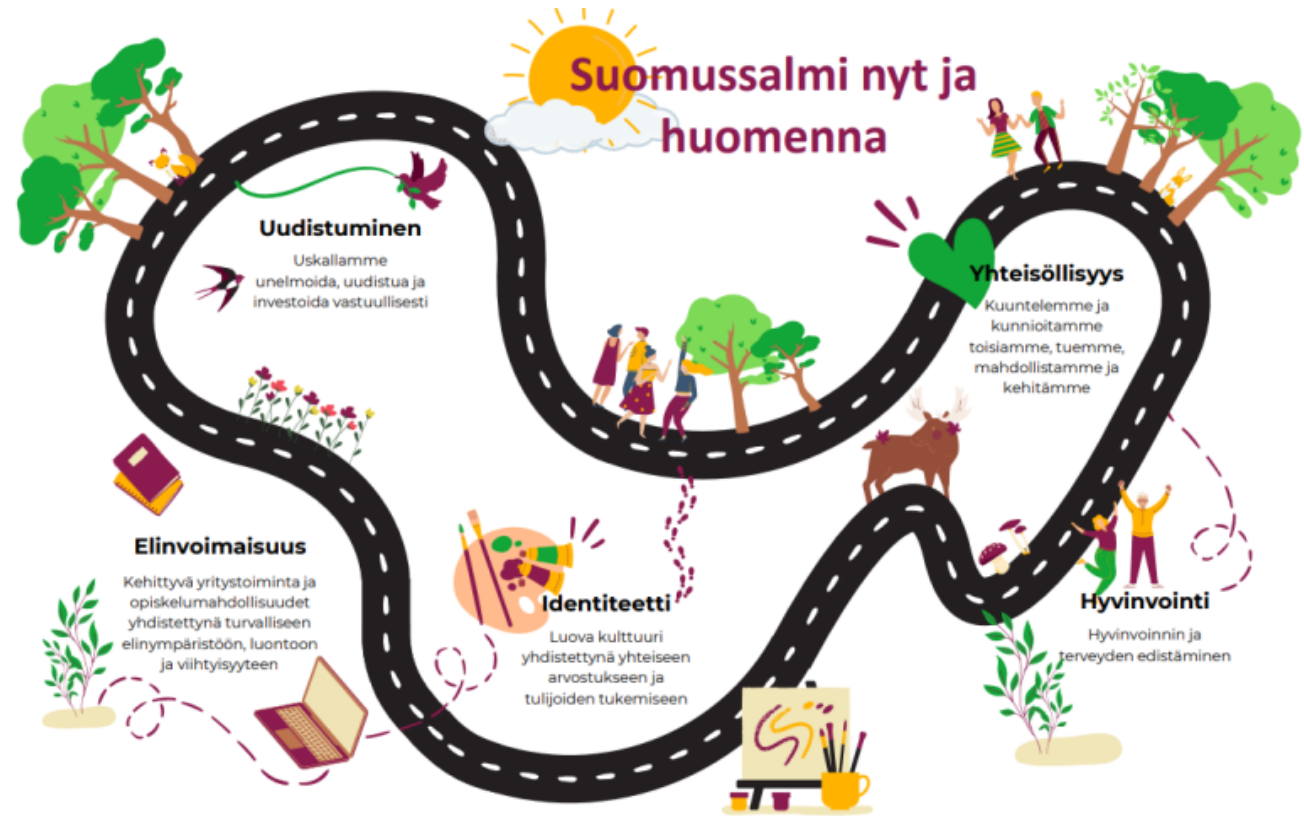 Suomussalmi nyt ja
huomenna
Uudistuminen
Uskallamme
unelmoida, uudistua ja
investoida vastuullisesti
Yhteisöllisyys
Kuuntelemme ja
kunnioitamme
toisiamme, tuemme,
mahdollistamme ja
kehitämme
Elinvoimaisuus
Kehittyvä yritystoiminta ja
opiskelumahdollisuudet
yhdistettynä turvalliseen
elinympäristöön, luontoon
ja viihtyisyyteen
Identiteetti
Luova kulttuuri
yhdistettynä yhteiseen
arvostukseen ja
tulijoiden tukemiseen
Hyvinvointi
Hyvinvoinnin ja
terveyden edistäminen